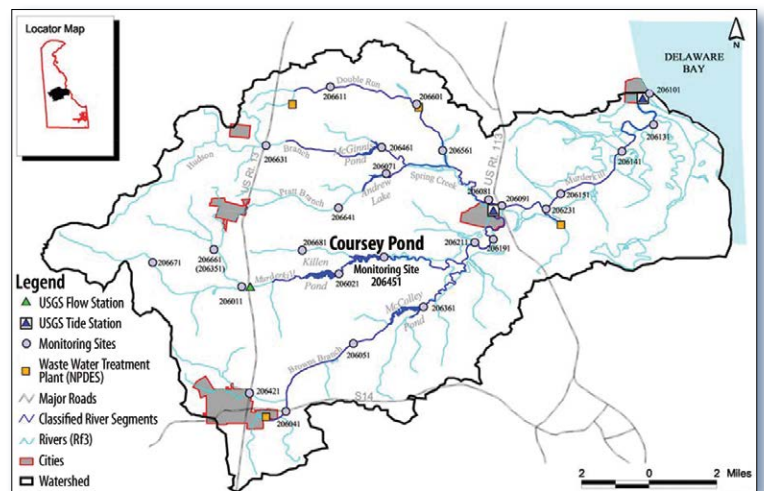 Locator Map
N
DELAWARE
BAY
Double Run
206611
206601
206101
206131
206141
206631
Hudson
Branch
McGinnis
Pond
206461
206561
US Rt. 13
US Rt. 113
206071
Andrew
Lake
Spring Creek
Pratt Branch
206641
206081
206091
206151
206231
Murderkill
206661
(206351)
206681
Coursey Pond
Monitoring Site
206451
206211
206191
206671
Killen
Pond
Murderkill
206021
206011
McColley
Pond
206361
Browns Branch
206051
206421
206041
S14
Legend
USGS Flow Station
USGS Tide Station
Monitoring Sites
Waste Water Treatment
Plant (NPDES)
Major Roads
Classified River Segments
Rivers (Rf3)
Cities
Watershed
2 0 2 Miles